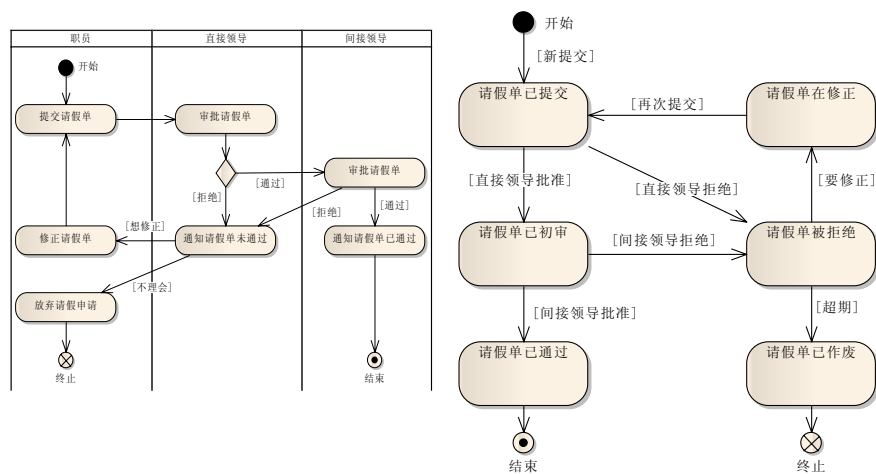 职员
直接领导
间接领导
开始
提交请假单
审批请假单
[通过]
审批请假单
[拒绝]
[拒绝]
[通过]
[想修正]
修正请假单
通知请假单未通过
通知请假单已通过
[不理会]
放弃请假申请
终止
结束
开始
[新提交]
请假单已提交
[再次提交]
请假单在修正
[直接领导批准]
[直接领导拒绝]
[要修正]
请假单已初审
[间接领导拒绝]
请假单被拒绝
[间接领导批准]
[超期]
请假单已通过
请假单已作废
结束
终止